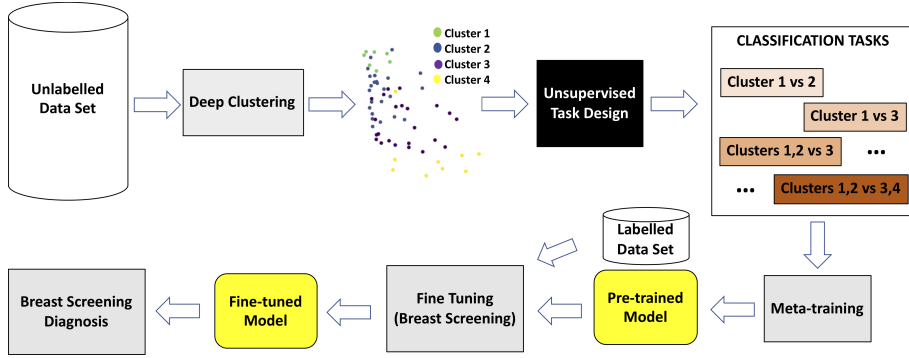 Unlabelled
Data Set
Deep Clustering
Cluster 1
Cluster 2
Cluster 3
Cluster 4
Unsupervised
Task Design
CLASSIFICATION TASKS
Cluster 1 vs 2
Cluster 1 vs 3
Clusters 1,2 vs 3
...
...
Clusters 1,2 vs 3,4
Labelled
Data Set
Breast Screening
Diagnosis
Fine-tuned
Model
Fine Tuning
(Breast Screening)
Pre-trained
Model
Meta-training